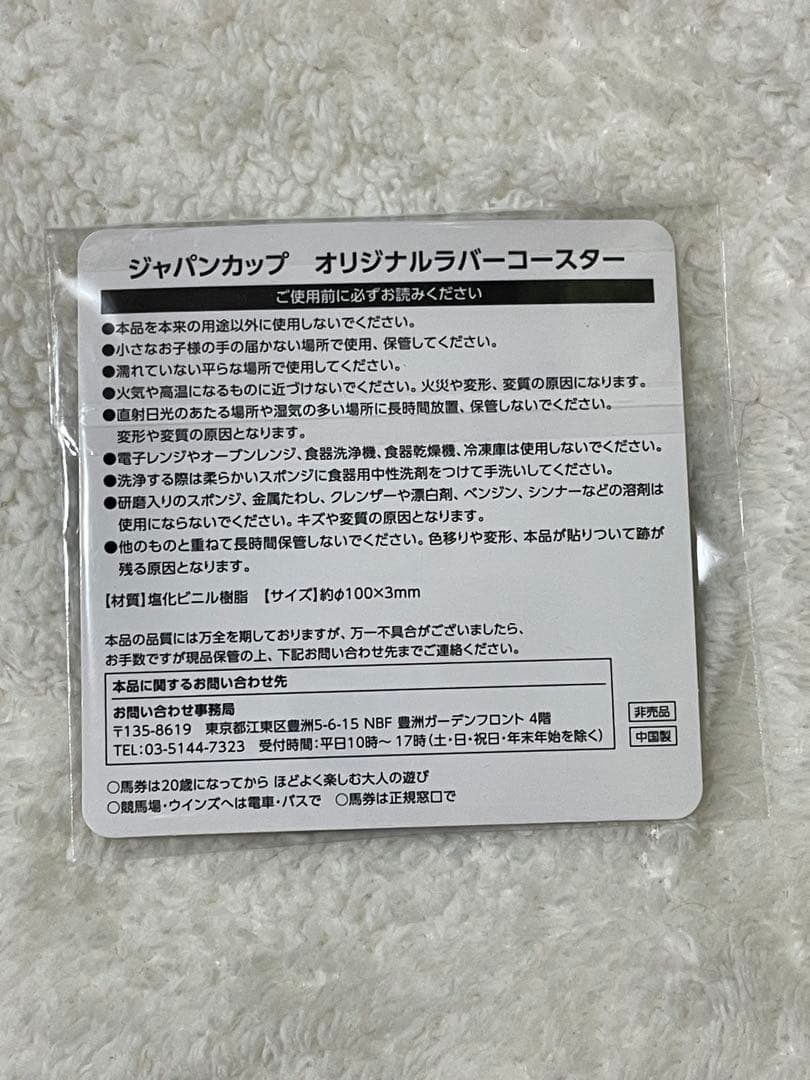 ジャパンカップ　オリジナルラバーコースター
ご使用前に必ずお読みください
●本品を本来の用途以外に使用しないでください。
●小さなお子様の手の届かない場所で使用、保管してください。
●濡れていない平らな場所で使用してください。
●火気や高温になるものに近づけないでください。火災や変形、変質の原因になります。
●直射日光のあたる場所や湿気の多い場所に長時間放置、保管しないでください。
変形や変質の原因となります。
●電子レンジやオーブンレンジ、食器洗浄機、食器乾燥機、冷凍庫は使用しないでください。
●洗浄する際は柔らかいスポンジに食器用中性洗剤をつけて手洗いしてください。
●研磨入りのスポンジ、金属たわし、クレンザーや漂白剤、ベンジン、シンナーなどの溶剤は
使用にならないでください。キズや変質の原因となります。
●他のものと重ねて長時間保管しないでください。色移りや変形、本品が貼りついて跡が
残る原因となります。
【材質】塩化ビニル樹脂　【サイズ】約φ100×3mm
本品の品質には万全を期しておりますが、万一不具合がございましたら、
お手数ですが現品保管の上、下記お問い合わせ先までご連絡ください。
本品に関するお問い合わせ先
お問い合わせ事務局
〒135-8619　東京都江東区豊洲5-6-15 NBF 豊洲ガーデンフロント 4階
TEL:03-5144-7323　受付時間:平日10時～17時(土・日・祝日・年末年始を除く)
非売品
中国製
○馬券は20歳になってから ほどよく楽しむ大人の遊び
○競馬場・ウインズへは電車・バスで　○馬券は正規窓口で